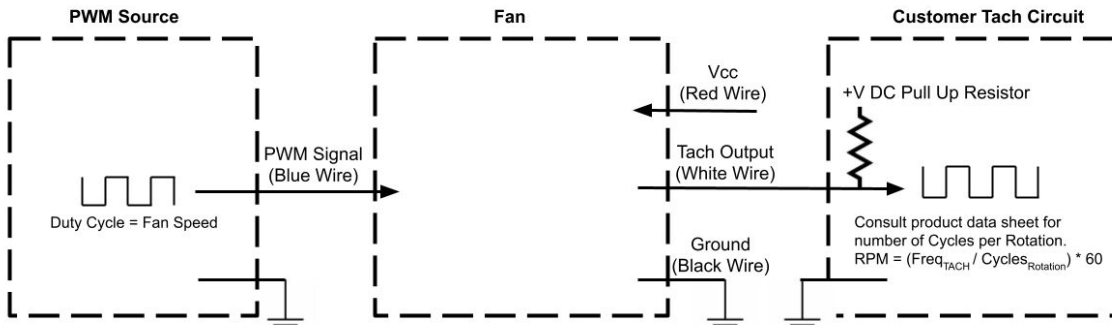 PWM Source
Fan
Customer Tach Circuit
Vcc
(Red Wire)
+V DC Pull Up Resistor
PWM Signal
(Blue Wire)
Tach Output
(White Wire)
Duty Cycle = Fan Speed
Consult product data sheet for
number of Cycles per Rotation.
RPM = (Freq_TACH / Cycles_Rotation) * 60
Ground
(Black Wire)